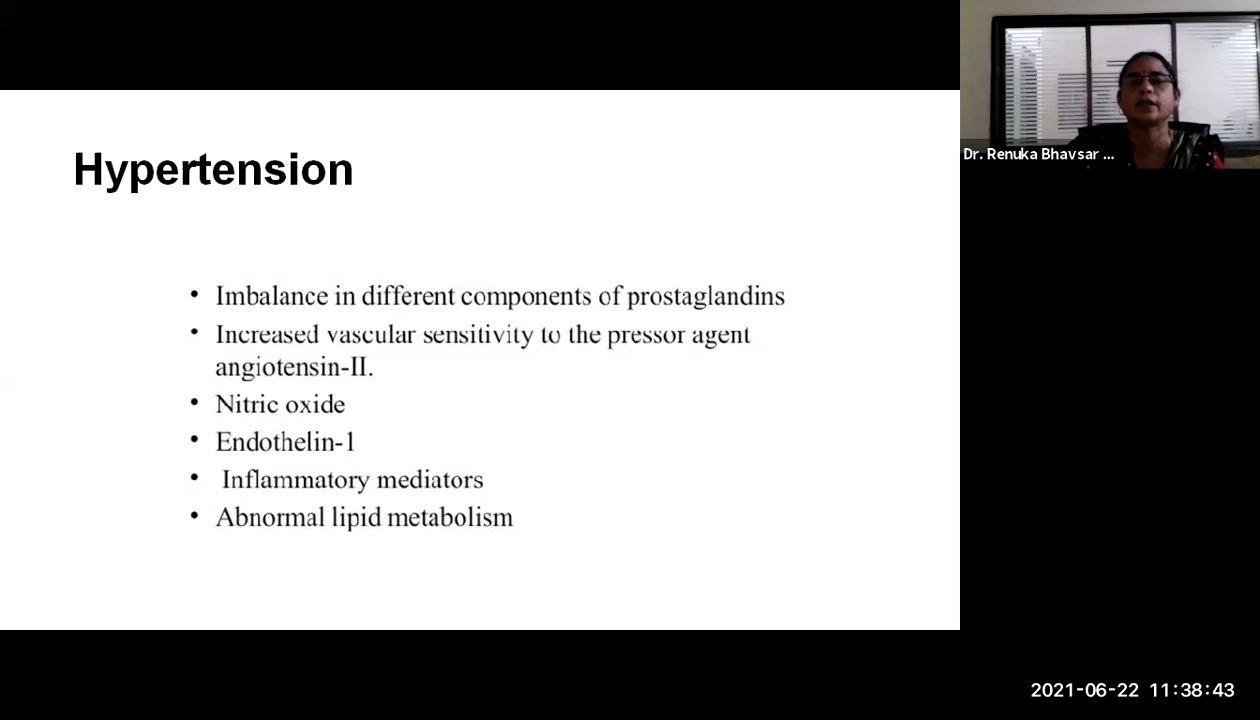 Hypertension
• Imbalance in different components of prostaglandins
• Increased vascular sensitivity to the pressor agent
angiotensin-II.
• Nitric oxide
• Endothelin-1
• Inflammatory mediators
• Abnormal lipid metabolism
Dr. Renuka Bhavsar ...
2021-06-22 11:38:43